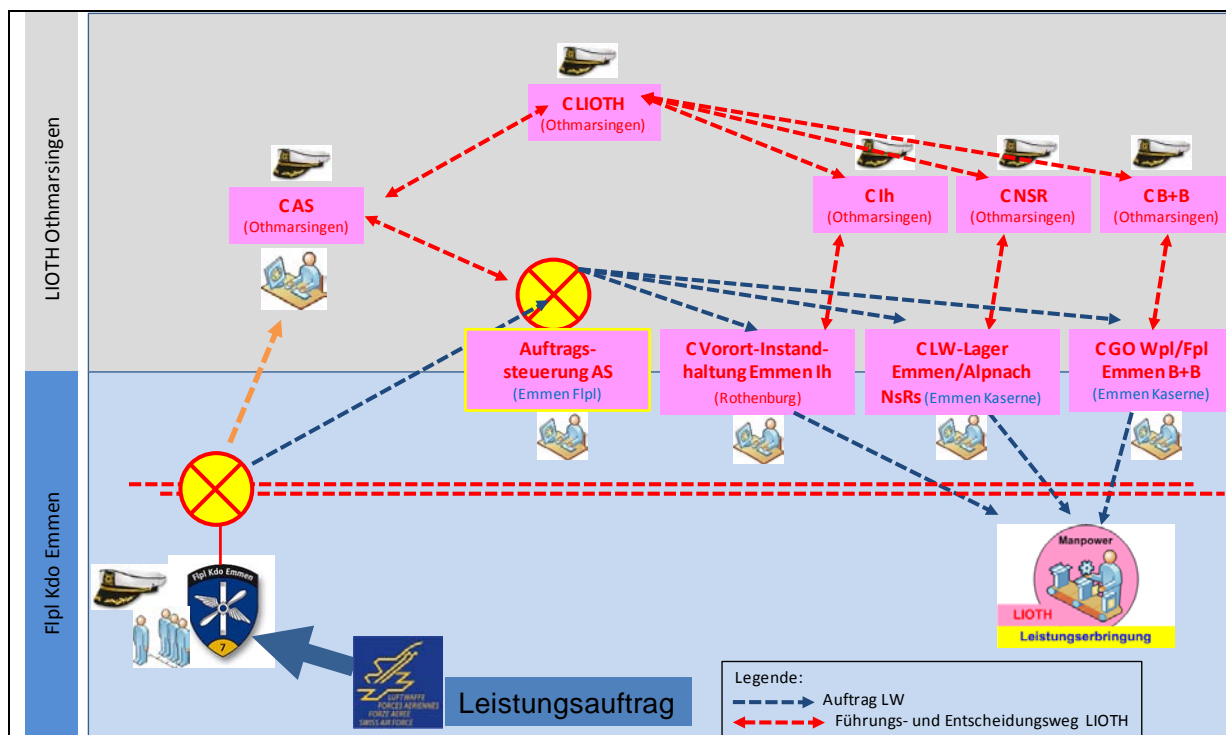 LIOTH Othmarsingen
C LIOTH
(Othmarsingen)
C AS
(Othmarsingen)
C Ih
(Othmarsingen)
C NSR
(Othmarsingen)
C B+B
(Othmarsingen)
Auftrags-
steuerung AS
(Emmen Flpl)
C Vorort-Instand-
haltung Emmen Ih
(Rothenburg)
C LW-Lager
Emmen/Alpnach
NsRs (Emmen Kaserne)
C GO Wpl/Fpl
Emmen B+B
(Emmen Kaserne)
Flpl Kdo Emmen
Flpl Kdo Emmen
7
LUFTWAFFE
FORCES AERIENNES
FORZE AEREE
SWISS AIR FORCE
Leistungsauftrag
Manpower
LIOTH
Leistungserbringung
Legende:
Auftrag LW
Führungs- und Entscheidungsweg LIOTH